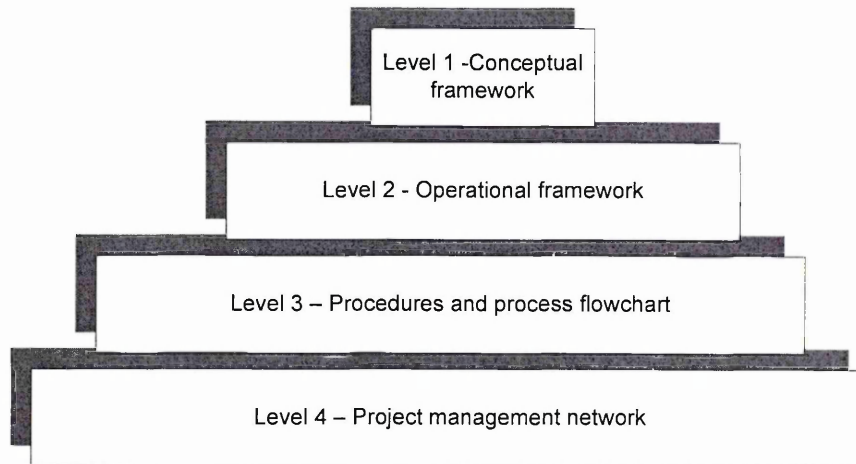 Level 1 -Conceptual
framework
Level 2 - Operational framework
Level 3 – Procedures and process flowchart
Level 4 – Project management network